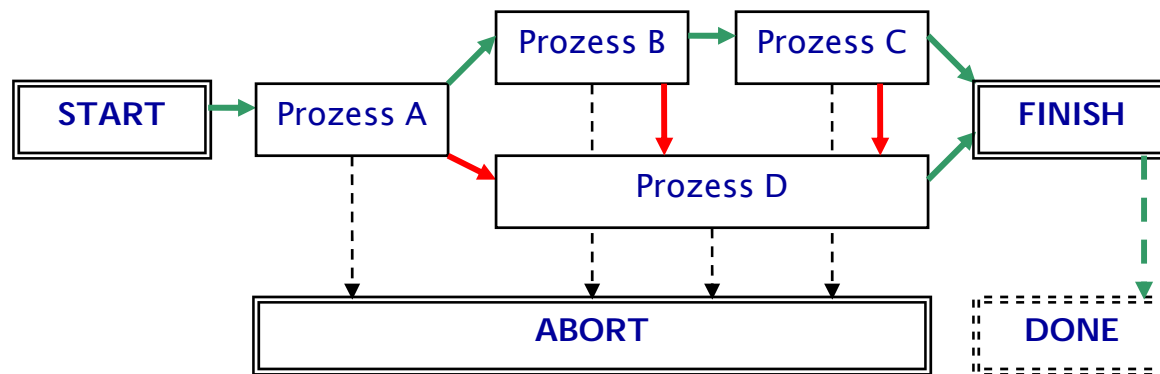 START
Prozess A
Prozess B
Prozess C
Prozess D
FINISH
ABORT
DONE